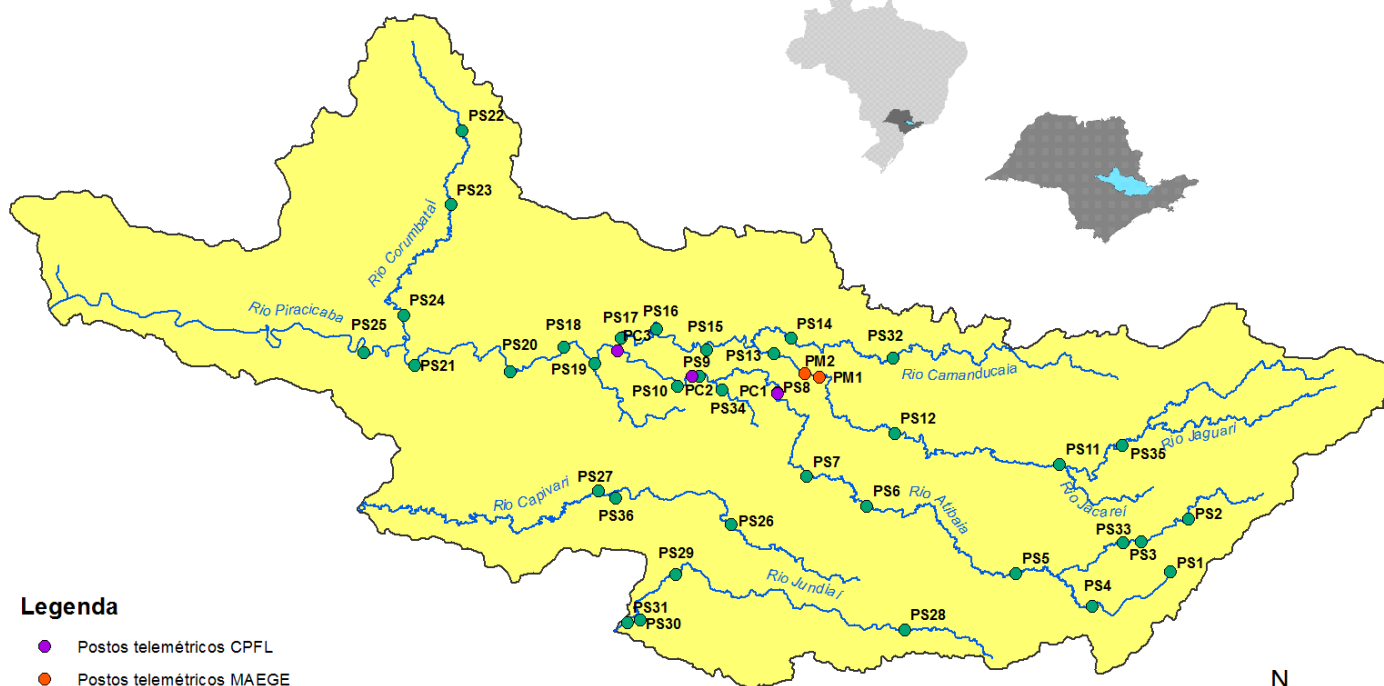 PS22
PS23
Rio Corumbataí
PS24
Rio Piracicaba
PS25
PS21
PS20
PS18
PS19
PS17
PC3
PS16
PS15
PS14
PS13
PS32
Rio Camanducaia
PM2
PM1
PS9
PS10
PC2
PS34
PC1
PS8
PS12
PS11
PS35
Rio Jaguari
Rio Jacareí
PS7
PS6
Rio Atibaia
PS2
PS33
PS3
PS1
PS5
PS4
PS27
Rio Capivari
PS36
PS26
PS29
Rio Jundiaí
PS28
PS31
PS30
Legenda
Postos telemétricos CPFL
Postos telemétricos MAEGE
N